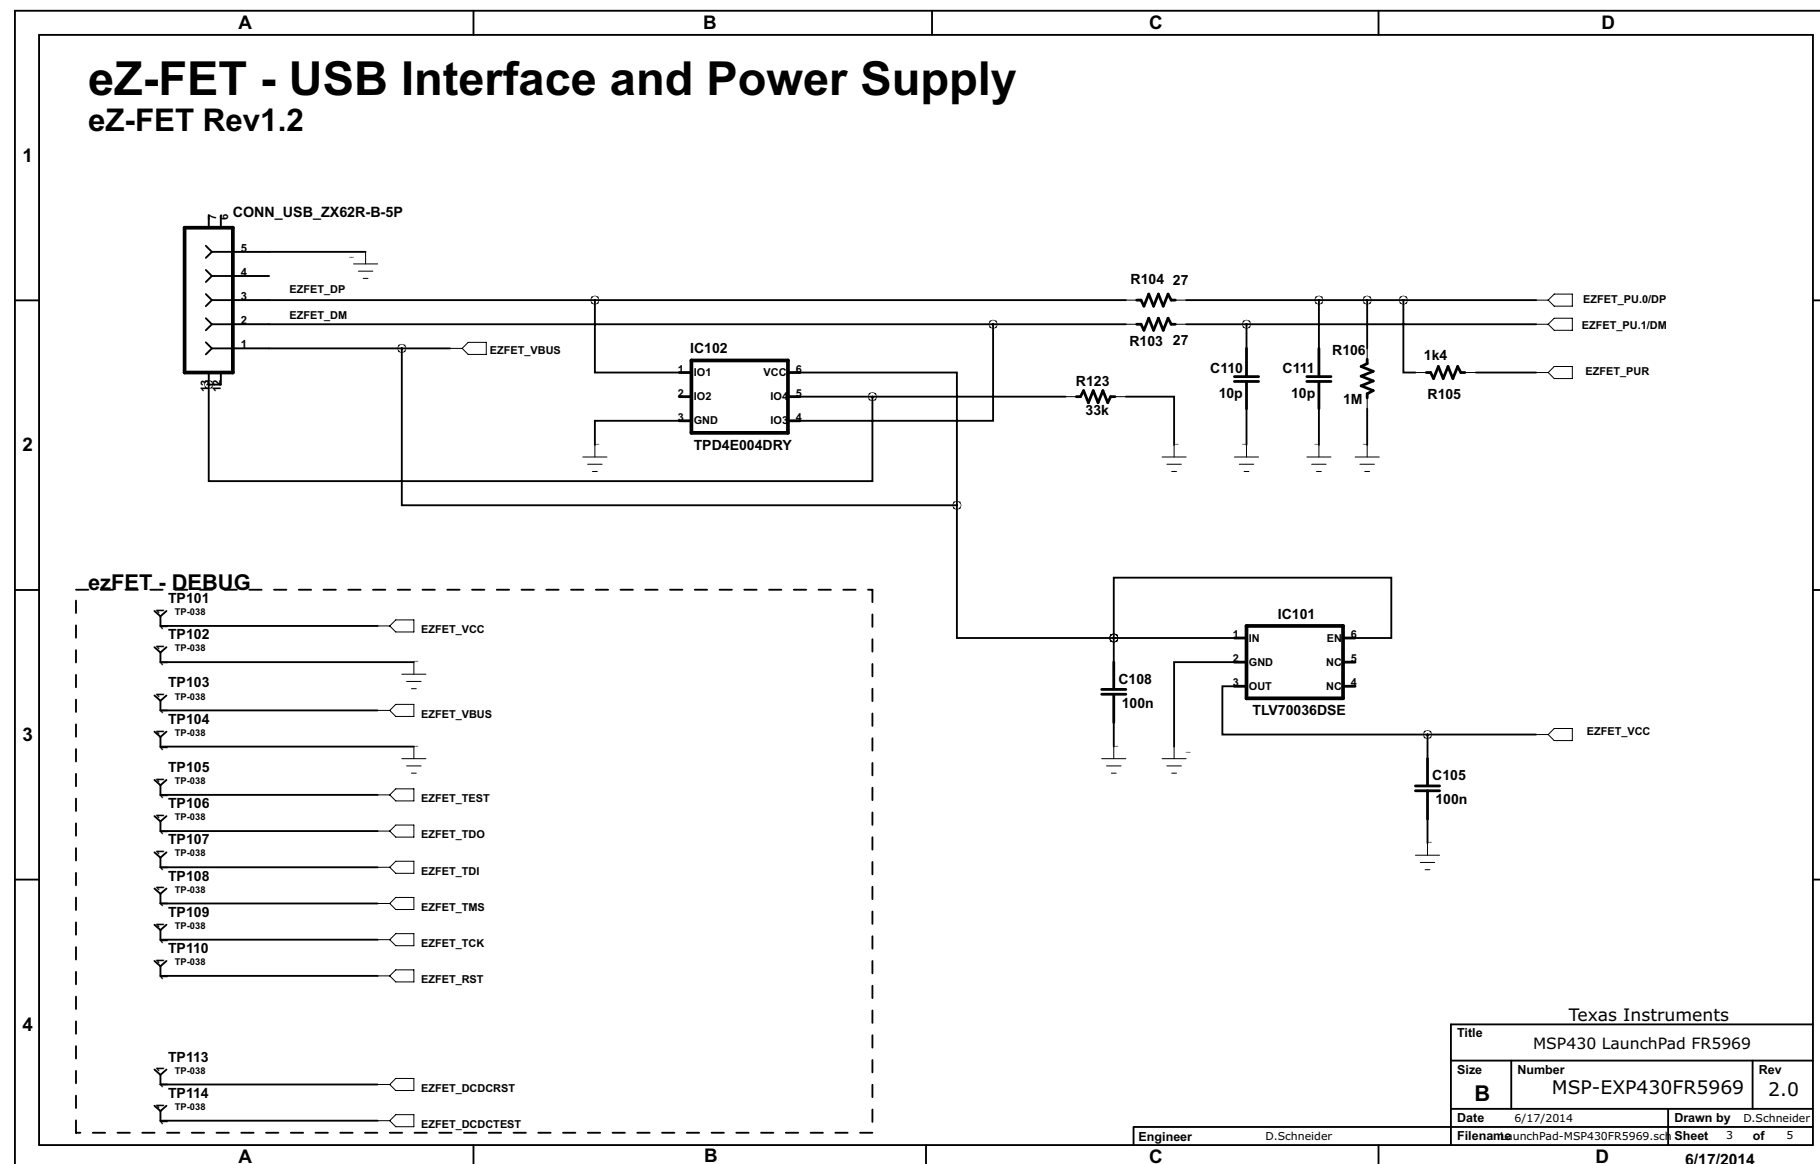 A B C D
eZ-FET - USB Interface and Power Supply
eZ-FET Rev1.2
1
7 6 CONN_USB_ZX62R-B-5P
5
4
3 EZFET_DP
2 EZFET_DM
1 EZFET_VBUS
R104 27
R103 27
EZFET_PU.0/DP
EZFET_PU.1/DM
EZFET_PUR
IC102
1 IO1 VCC 6
2 IO2 IO4 5
3 GND IO3 4
TPD4E004DRY
R123
33k
C110
10p
C111
10p
R106
1M
1k4
R105
2
ezFET - DEBUG
TP101
TP-038
EZFET_VCC
TP102
TP-038
TP103
TP-038
EZFET_VBUS
TP104
TP-038
TP105
TP-038
EZFET_TEST
TP106
TP-038
EZFET_TDO
TP107
TP-038
EZFET_TDI
TP108
TP-038
EZFET_TMS
TP109
TP-038
EZFET_TCK
TP110
TP-038
EZFET_RST
TP113
TP-038
EZFET_DCDCRST
TP114
TP-038
EZFET_DCDCTEST
IC101
1 IN EN 6
2 GND NC 5
3 OUT NC 4
TLV70036DSE
C108
100n
EZFET_VCC
C105
100n
3
4
Texas Instruments
Title
MSP430 LaunchPad FR5969
Size Number Rev
B MSP-EXP430FR5969 2.0
Date 6/17/2014 Drawn by D.Schneider
Engineer D.Schneider Filename unchPad-MSP430FR5969.sch Sheet 3 of 5
A B C D
6/17/2014